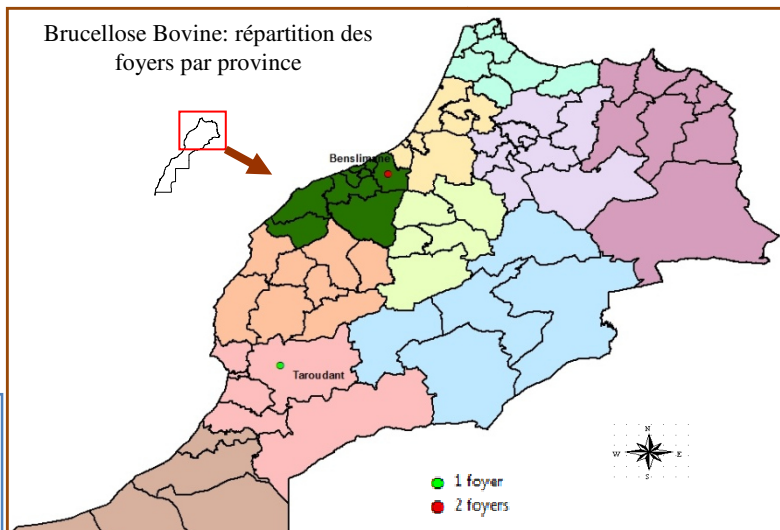 Brucellose Bovine: répartition des
foyers par province
Benslimane
Taroudant
N
W E
S
1 foyer
2 foyers